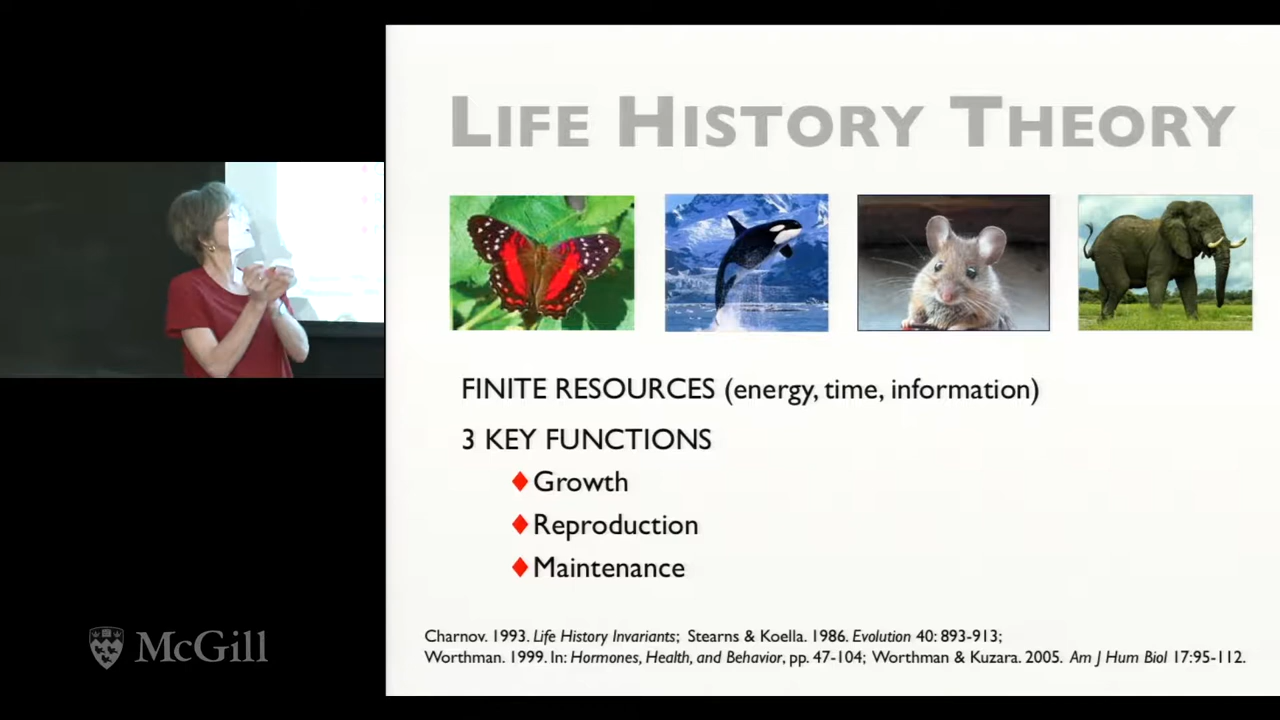 LIFE HISTORY THEORY
FINITE RESOURCES (energy, time, information)
3 KEY FUNCTIONS
♦Growth
♦Reproduction
♦Maintenance
Charnov. 1993. Life History Invariants; Stearns & Koella. 1986. Evolution 40: 893-913;
Worthman. 1999. In: Hormones, Health, and Behavior, pp. 47-104; Worthman & Kuzara. 2005. Am J Hum Biol 17:95-112.
McGill